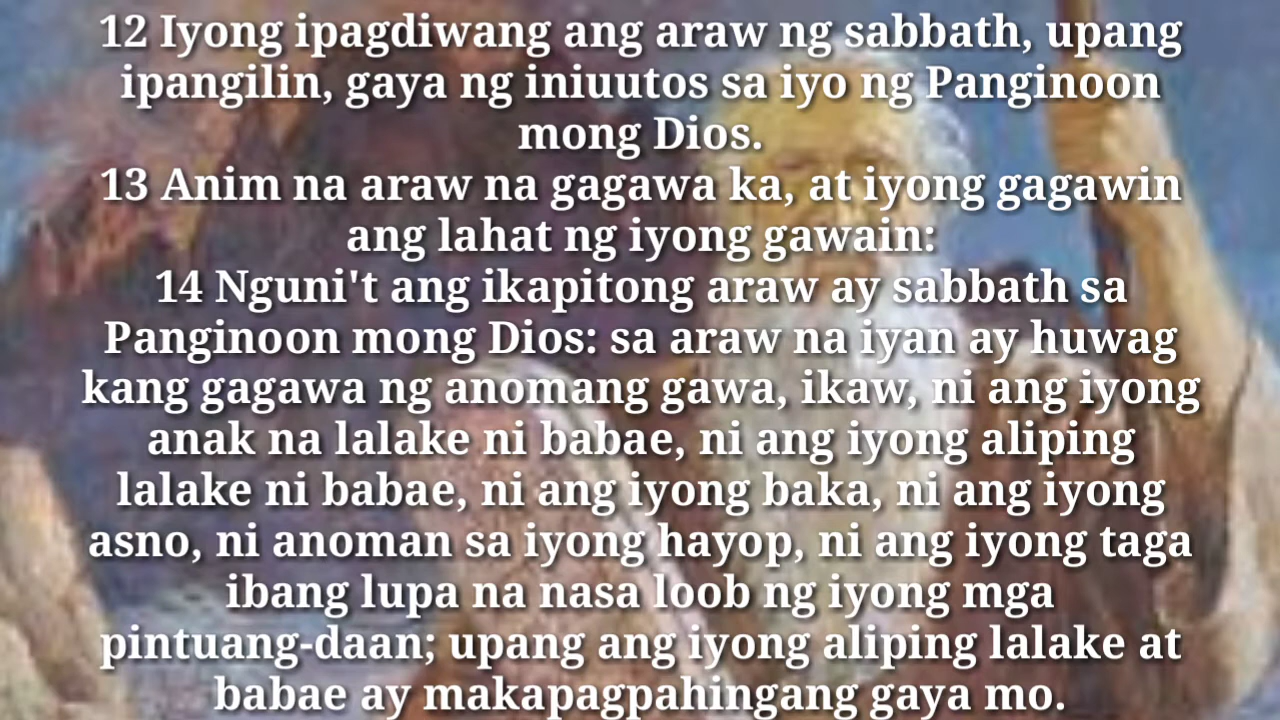 12 Iyong ipagdiwang ang araw ng sabbath, upang
ipangilin, gaya ng iniuutos sa iyo ng Panginoon
mong Dios.
13 Anim na araw na gagawa ka, at iyong gagawin
ang lahat ng iyong gawain:
14 Nguni't ang ikapitong araw ay sabbath sa
Panginoon mong Dios: sa araw na iyan ay huwag
kang gagawa ng anomang gawa, ikaw, ni ang iyong
anak na lalake ni babae, ni ang iyong aliping
lalake ni babae, ni ang iyong baka, ni ang iyong
asno, ni anoman sa iyong hayop, ni ang iyong taga
ibang lupa na nasa loob ng iyong mga
pintuang-daan; upang ang iyong aliping lalake at
babae ay makapagpahingang gaya mo.